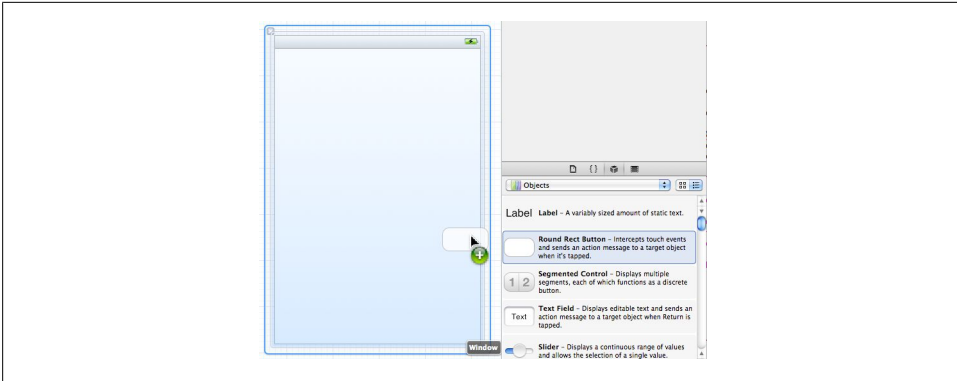 Objects
Label
Label – A variably sized amount of static text.
Round Rect Button – Intercepts touch events
and sends an action message to a target object
when it's tapped.
1 2
Segmented Control – Displays multiple
segments, each of which functions as a discrete
button.
Text
Text Field – Displays editable text and sends an
action message to a target object when Return is
tapped.
Window
Slider – Displays a continuous range of values
and allows the selection of a single value.